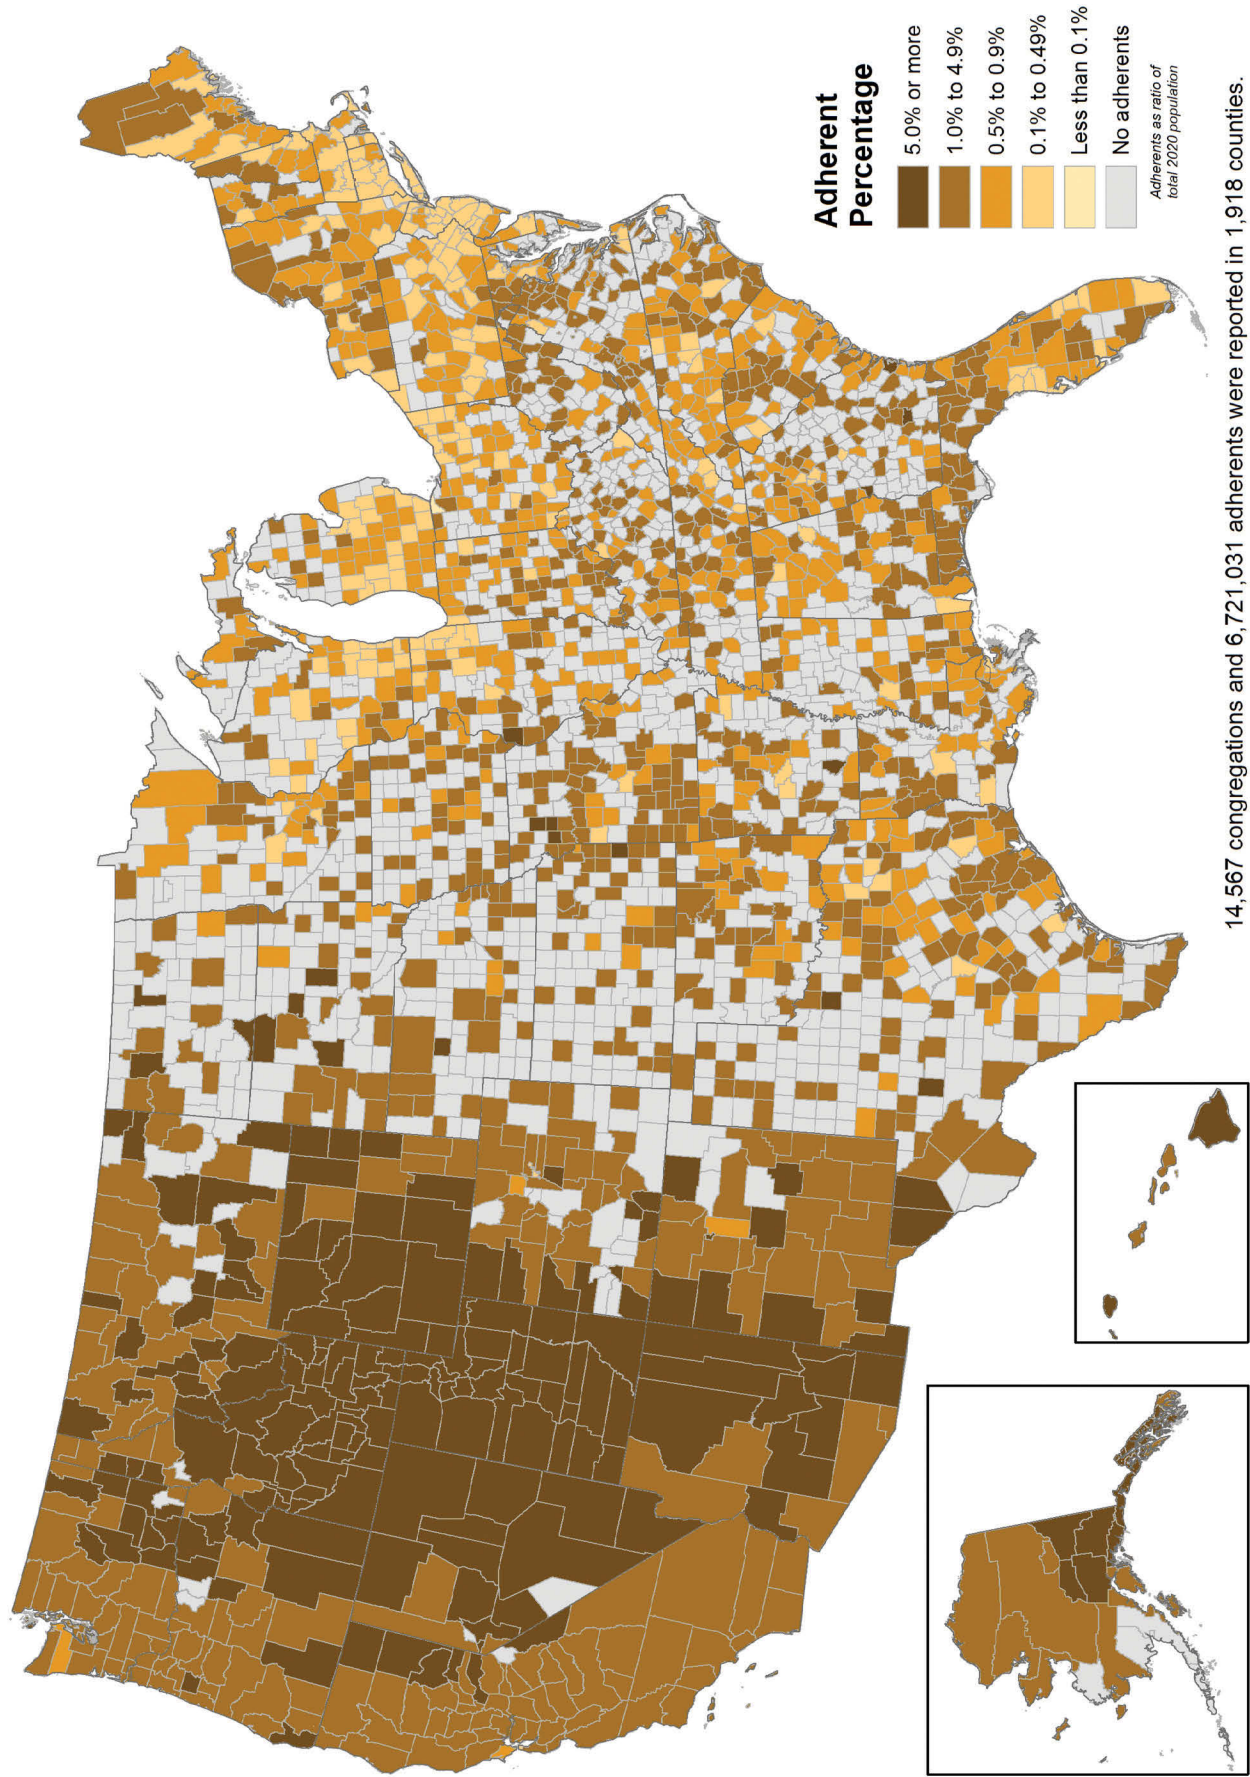 Adherent
Percentage
5.0% or more
1.0% to 4.9%
0.5% to 0.9%
0.1% to 0.49%
Less than 0.1%
No adherents
Adherents as ratio of
total 2020 population
14,567 congregations and 6,721,031 adherents were reported in 1,918 counties.